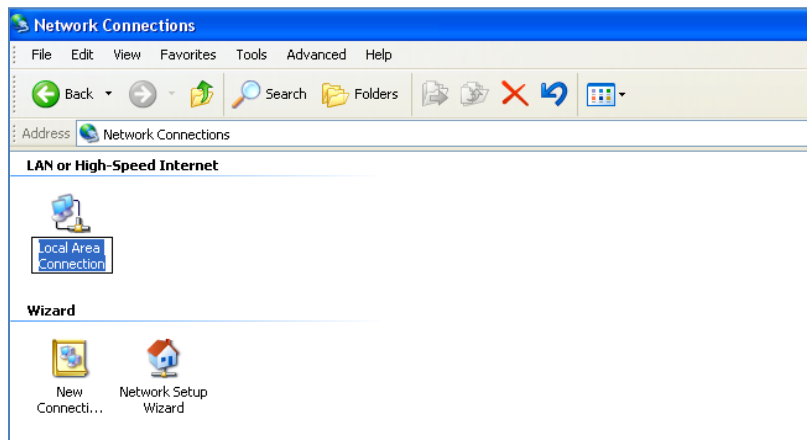 Network Connections
File Edit View Favorites Tools Advanced Help
Back Search Folders
Address Network Connections
LAN or High-Speed Internet
Local Area
Connection
Wizard
New
Connecti...
Network Setup
Wizard